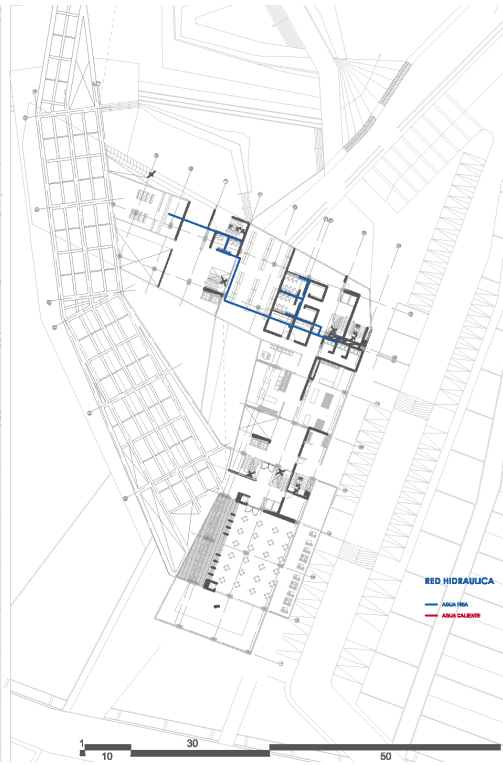 RED HIDRAULICA
AGUA FRIA
AGUA CALIENTE
1 30
10 50